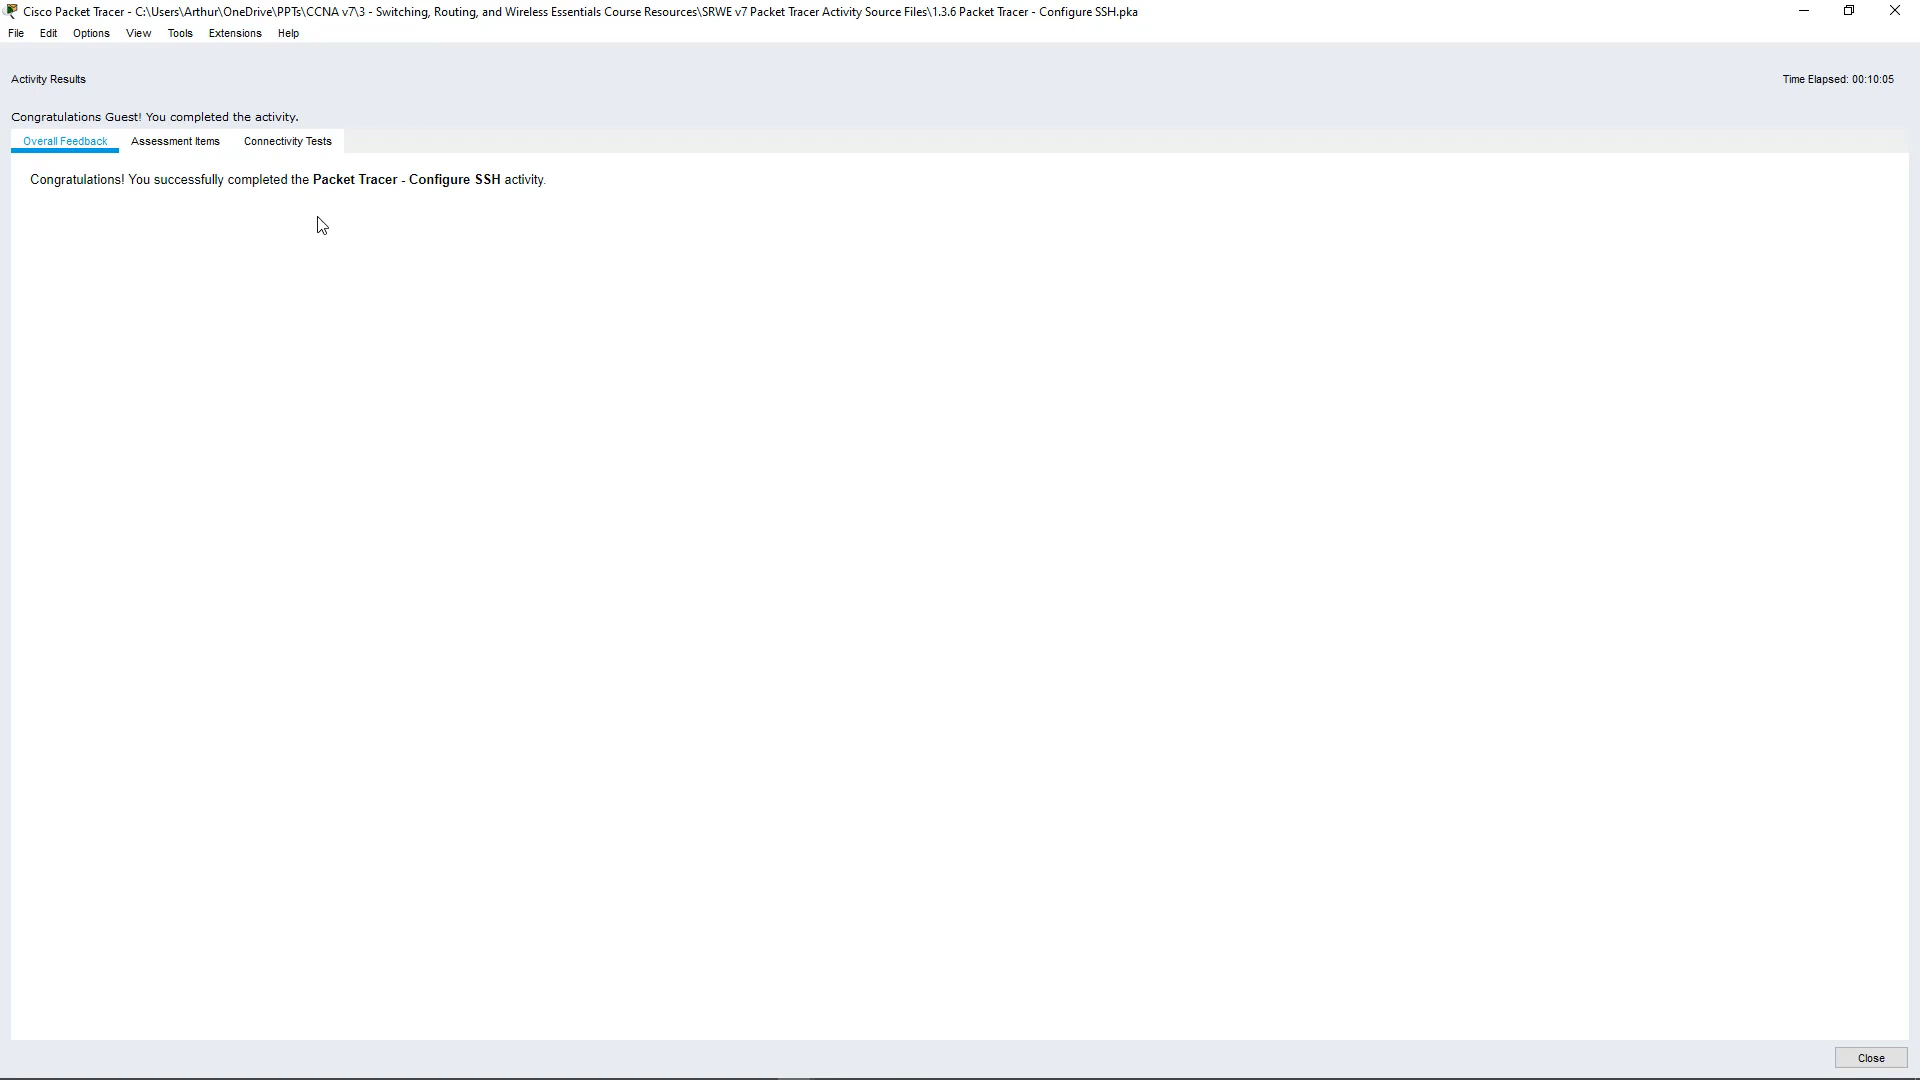 Cisco Packet Tracer - C:\Users\Arthur\OneDrive\PPTs\CCNA v7\3 - Switching, Routing, and Wireless Essentials Course Resources\SRWE v7 Packet Tracer Activity Source Files\1.3.6 Packet Tracer - Configure SSH.pka
File Edit Options View Tools Extensions Help
Activity Results Time Elapsed: 00:10:05
Congratulations Guest! You completed the activity.
Overall Feedback Assessment Items Connectivity Tests
Congratulations! You successfully completed the Packet Tracer - Configure SSH activity.
Close